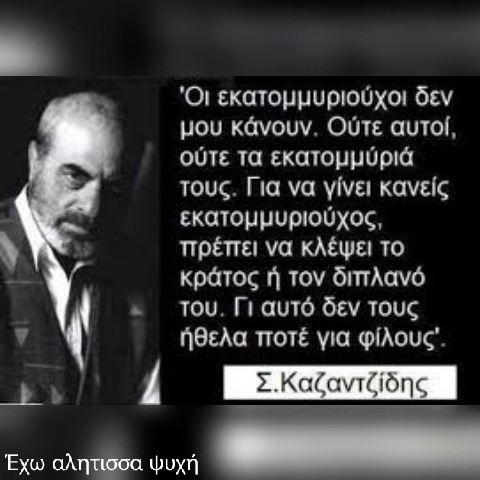 'Οι εκατομμυριούχοι δεν
μου κάνουν. Ούτε αυτοί,
ούτε τα εκατομμύριά
τους. Για να γίνει κανείς
εκατομμυριούχος,
πρέπει να κλέψει το
κράτος ή τον διπλανό
του. Γι αυτό δεν τους
ήθελα ποτέ για φίλους'.
Σ.Καζαντζίδης
Έχω αλητισσα ψυχή